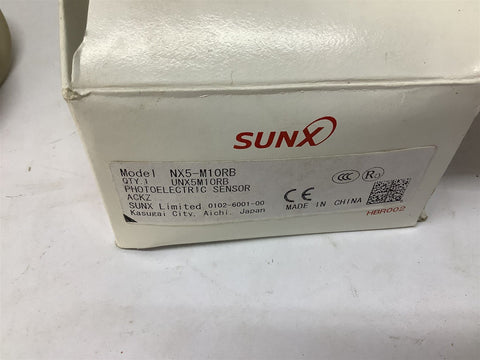 SUNX
Model NX5-M10RB
QTY 1 UNX5M10RB
PHOTOELECTRIC SENSOR
ACKZ
SUNX Limited 0102-6001-00
Kasugai City, Aichi, Japan
CE
CCC
MADE IN CHINA
HBR002